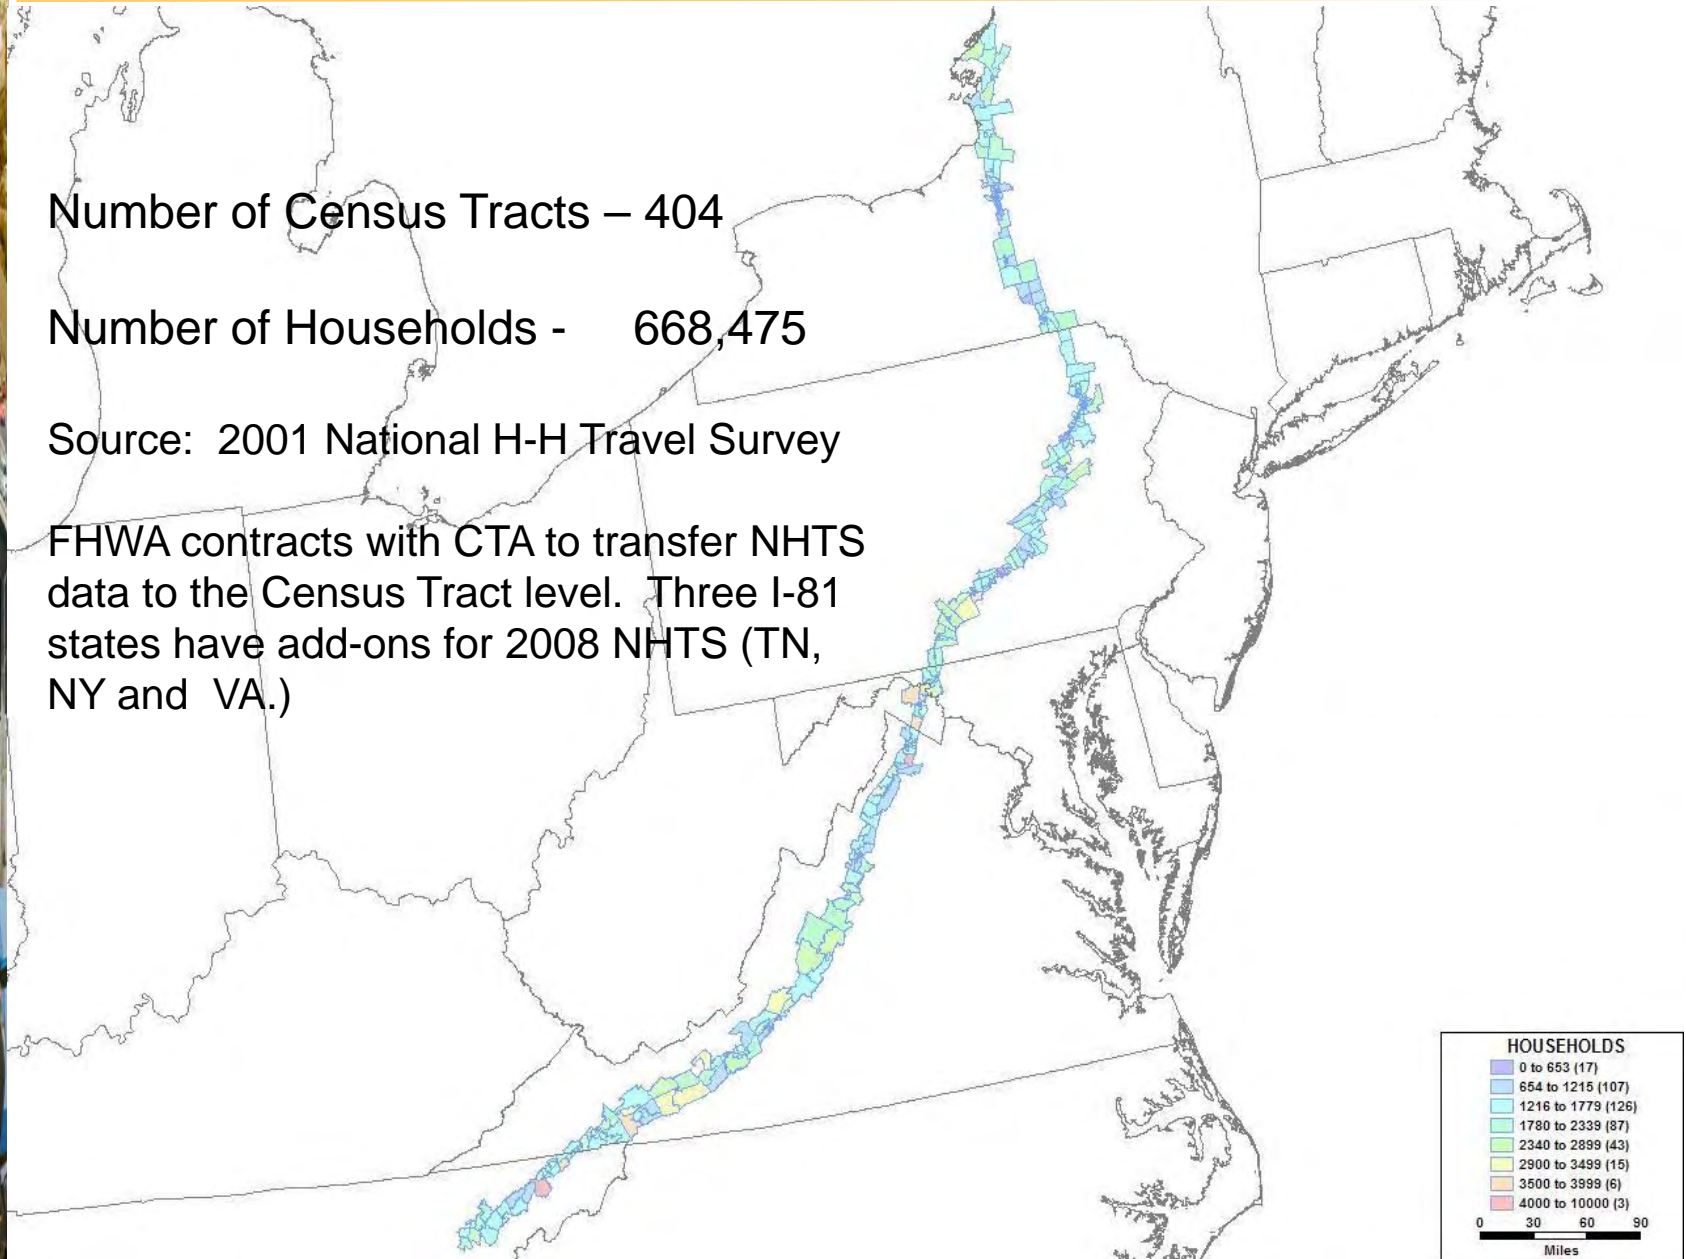 Number of Census Tracts – 404
Number of Households - 668,475
Source: 2001 National H-H Travel Survey
FHWA contracts with CTA to transfer NHTS
data to the Census Tract level. Three I-81
states have add-ons for 2008 NHTS (TN,
NY and VA.)
HOUSEHOLDS
0 to 653 (17)
654 to 1215 (107)
1216 to 1779 (126)
1780 to 2339 (87)
2340 to 2899 (43)
2900 to 3499 (15)
3500 to 3999 (6)
4000 to 10000 (3)
0 30 60 90
Miles